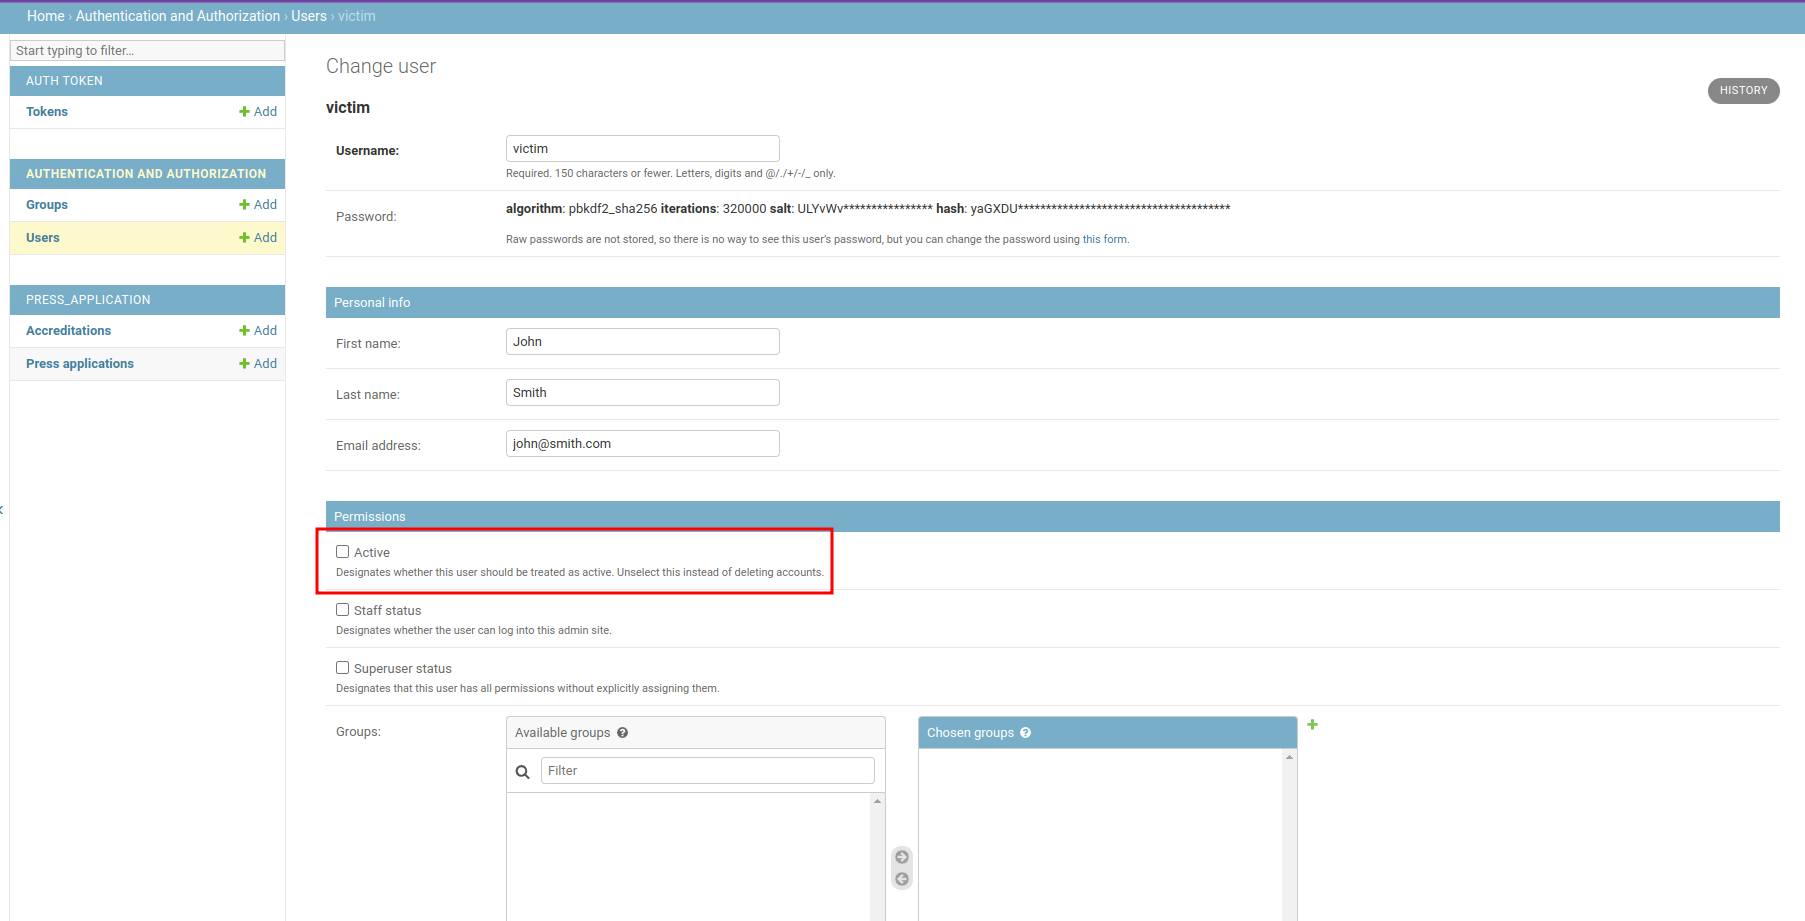 Home › Authentication and Authorization › Users › victim
Start typing to filter...
AUTH TOKEN
Tokens
Add
AUTHENTICATION AND AUTHORIZATION
Groups
Add
Users
Add
PRESS_APPLICATION
Accreditations
Add
Press applications
Add
Change user
HISTORY
victim
Username:
victim
Required. 150 characters or fewer. Letters, digits and @/./+/-/_ only.
Password:
algorithm: pbkdf2_sha256 iterations: 320000 salt: ULYvWv**************** hash: yaGXDU**************************************
Raw passwords are not stored, so there is no way to see this user's password, but you can change the password using this form.
Personal info
First name:
John
Last name:
Smith
Email address:
john@smith.com
Permissions
Active
Designates whether this user should be treated as active. Unselect this instead of deleting accounts.
Staff status
Designates whether the user can log into this admin site.
Superuser status
Designates that this user has all permissions without explicitly assigning them.
Groups:
Available groups
Filter
Chosen groups